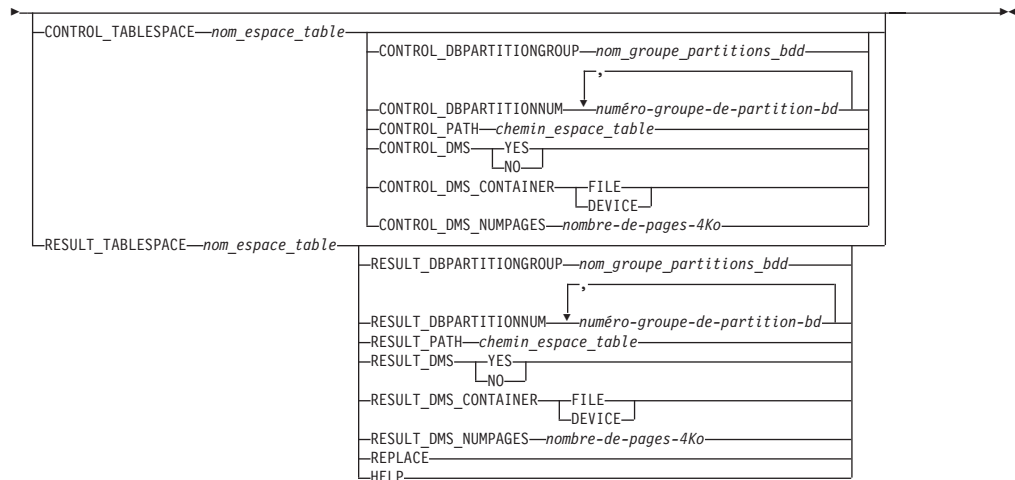 CONTROL_TABLESPACE nom_espace_table
CONTROL_DBPARTITIONGROUP nom_groupe_partitions_bdd
,
CONTROL_DBPARTITIONNUM numéro-groupe-de-partition-bd
CONTROL_PATH chemin_espace_table
CONTROL_DMS YES
NO
CONTROL_DMS_CONTAINER FILE
DEVICE
CONTROL_DMS_NUMPAGES nombre-de-pages-4Ko
RESULT_TABLESPACE nom_espace_table
RESULT_DBPARTITIONGROUP nom_groupe_partitions_bdd
,
RESULT_DBPARTITIONNUM numéro-groupe-de-partition-bd
RESULT_PATH chemin_espace_table
RESULT_DMS YES
NO
RESULT_DMS_CONTAINER FILE
DEVICE
RESULT_DMS_NUMPAGES nombre-de-pages-4Ko
REPLACE
HELP